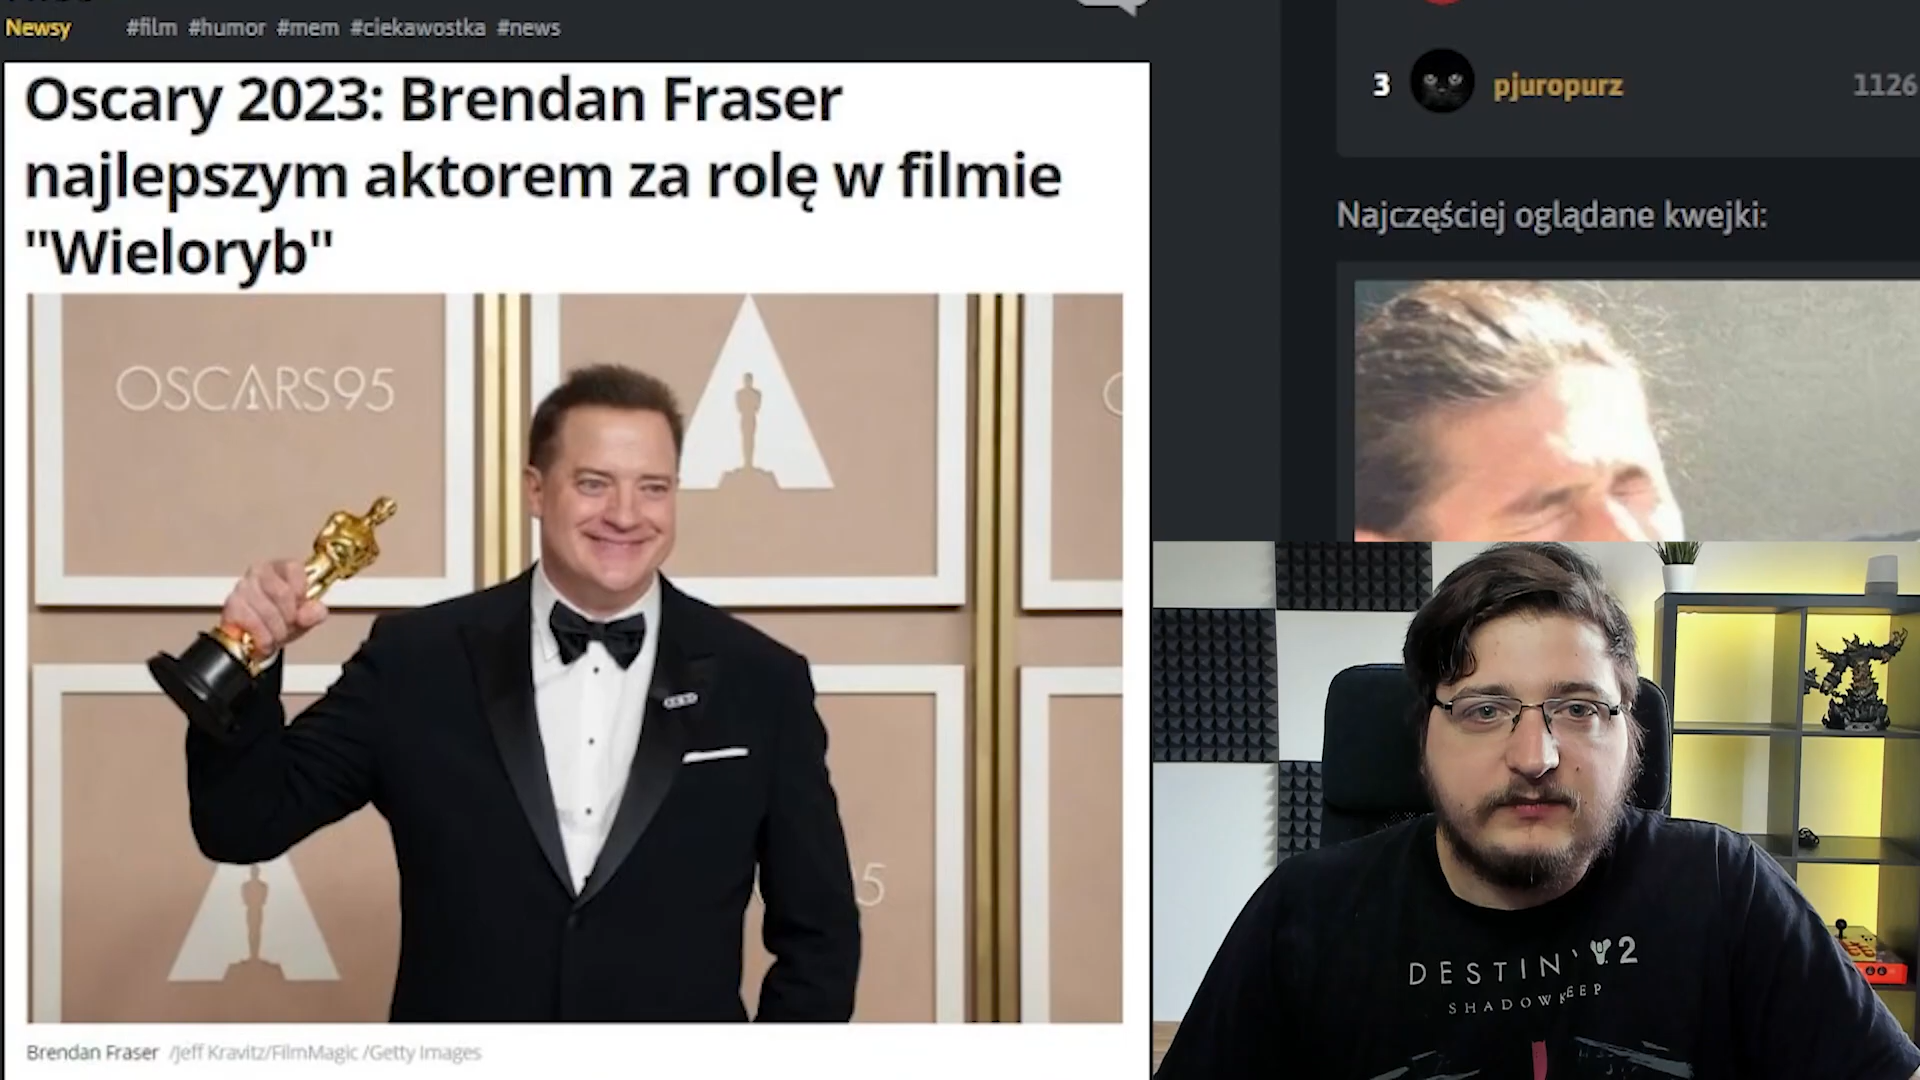 Newsy #film #humor #mem #ciekawostka #news
Oscary 2023: Brendan Fraser
najlepszym aktorem za rolę w filmie
"Wieloryb"
OSCARS95
Brendan Fraser /Jeff Kravitz/FilmMagic /Getty Images
3 pjuropurz 1126
Najczęściej oglądane kwejki:
DESTIN 2
SHADOWKEEP